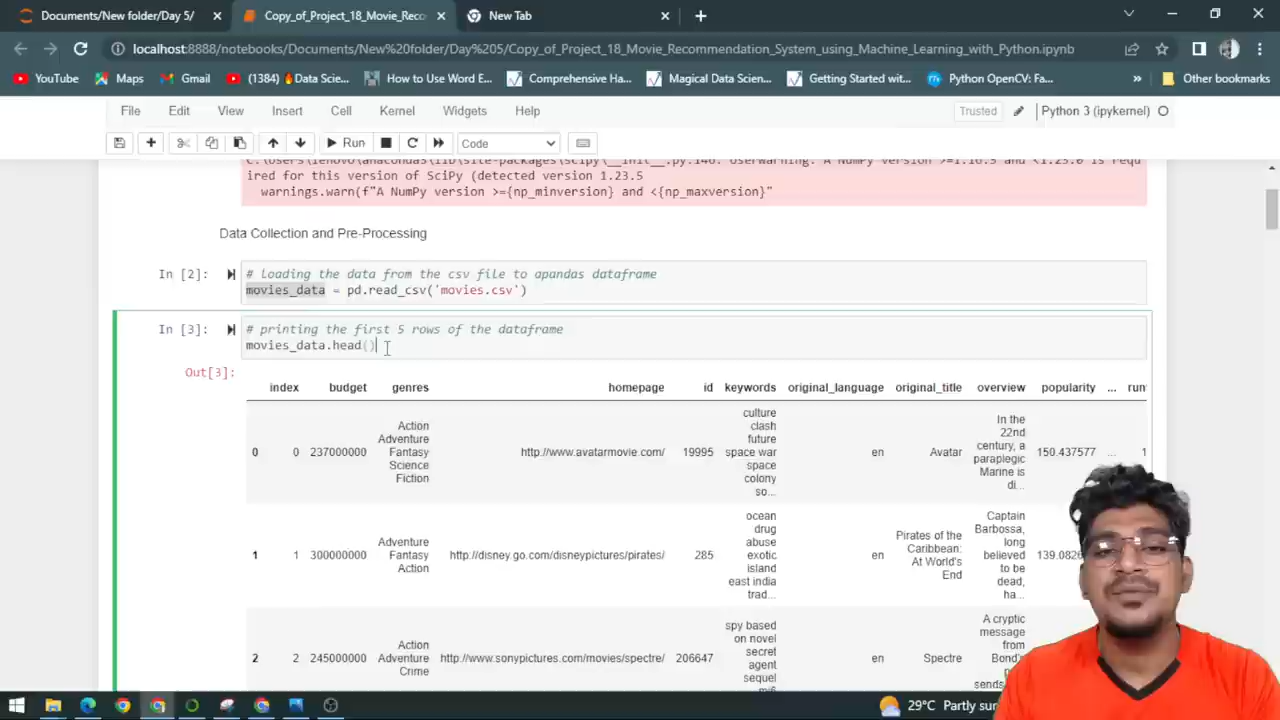 Documents/New folder/Day 5/
Copy_of_Project_18_Movie_Reco
New Tab
localhost:8888/notebooks/Documents/New%20folder/Day%205/Copy_of_Project_18_Movie_Recommendation_System_using_Machine_Learning_with_Python.ipynb
YouTube
Maps
Gmail
(1384) 🔥Data Scie...
How to Use Word E...
Comprehensive Ha...
Magical Data Scien...
Getting Started wit...
Python OpenCV: Fa...
»
Other bookmarks
File Edit View Insert Cell Kernel Widgets Help
Trusted
Python 3 (ipykernel)
Run
Code
ired for this version of SciPy (detected version 1.23.5
warnings.warn(f"A NumPy version >={np_minversion} and <{np_maxversion}"
Data Collection and Pre-Processing
In [2]:
# loading the data from the csv file to apandas dataframe
movies_data = pd.read_csv('movies.csv')
In [3]:
# printing the first 5 rows of the dataframe
movies_data.head()
Out[3]:
index budget genres homepage id keywords original_language original_title overview popularity ... run
0 0 237000000
Action
Adventure
Fantasy
Science
Fiction
http://www.avatarmovie.com/
19995
culture
clash
future
space war
space
colony
so...
en
Avatar
In the
22nd
century, a
paraplegic
Marine is
di...
150.437577
...
1
1 1 300000000
Adventure
Fantasy
Action
http://disney.go.com/disneypictures/pirates/
285
ocean
drug
abuse
exotic
island
east india
trad...
en
Pirates of the
Caribbean:
At World's
End
Captain
Barbossa,
long
believed
to be
dead,
ha...
2 2 245000000
Action
Adventure
Crime
http://www.sonypictures.com/movies/spectre/
206647
spy based
on novel
secret
agent
sequel
mi6
en
Spectre
A cryptic
message
from
29°C Partly